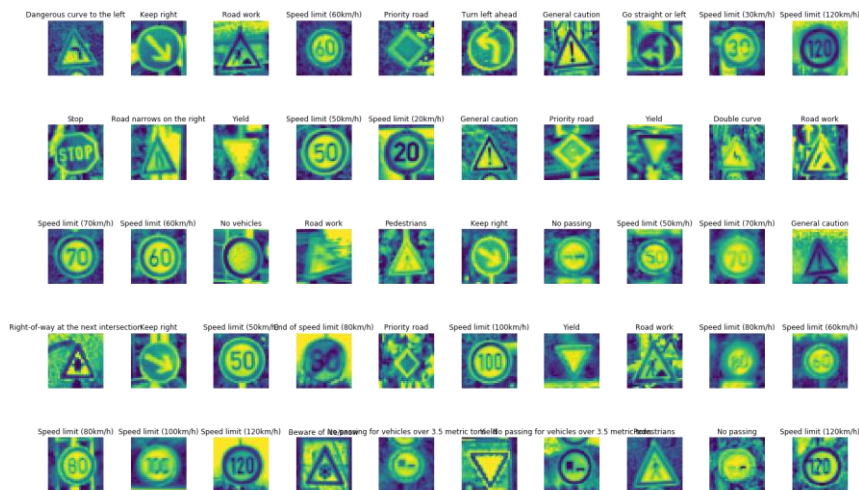 Dangerous curve to the left Keep right Road work Speed limit (60km/h) Priority road Turn left ahead General caution Go straight or left Speed limit (30km/h) Speed limit (120km/h)
60 30 120
Stop Road narrows on the right Yield Speed limit (50km/h) Speed limit (20km/h) General caution Priority road Yield Double curve Road work
STOP 50 20
Speed limit (70km/h) Speed limit (60km/h) No vehicles Road work Pedestrians Keep right No passing Speed limit (50km/h) Speed limit (70km/h) General caution
70 60 50 70
Right-of-way at the next intersection Keep right Speed limit (50km/h) End of speed limit (80km/h) Priority road Speed limit (100km/h) Yield Road work Speed limit (80km/h) Speed limit (60km/h)
50 80 100 60
Speed limit (80km/h) Speed limit (100km/h) Speed limit (120km/h) Beware of No passing for vehicles over 3.5 metric Yield No passing for vehicles over 3.5 metric Pedestrians No passing Speed limit (120km/h)
80 100 120 120